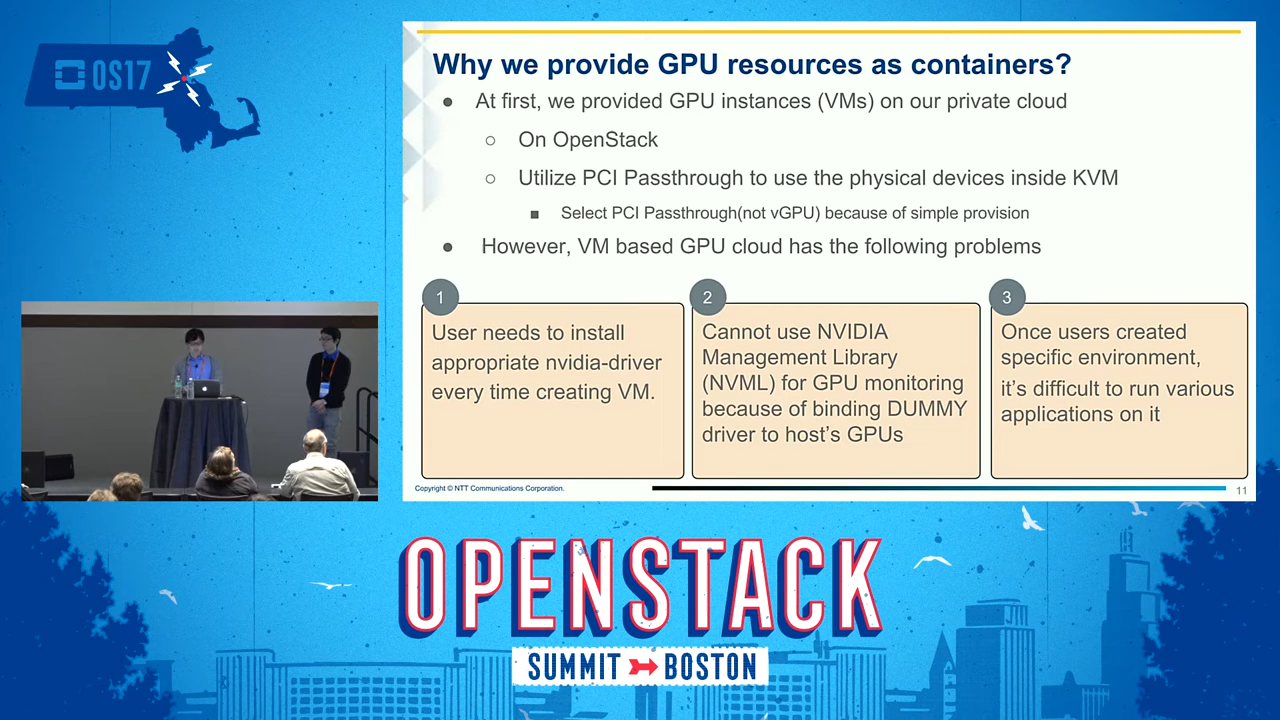 OS17
Why we provide GPU resources as containers?
● At first, we provided GPU instances (VMs) on our private cloud
○ On OpenStack
○ Utilize PCI Passthrough to use the physical devices inside KVM
■ Select PCI Passthrough(not vGPU) because of simple provision
● However, VM based GPU cloud has the following problems
1
User needs to install
appropriate nvidia-driver
every time creating VM.
2
Cannot use NVIDIA
Management Library
(NVML) for GPU monitoring
because of binding DUMMY
driver to host's GPUs
3
Once users created
specific environment,
it's difficult to run various
applications on it
Copyright © NTT Communications Corporation.
11
OPENSTACK
SUMMIT BOSTON